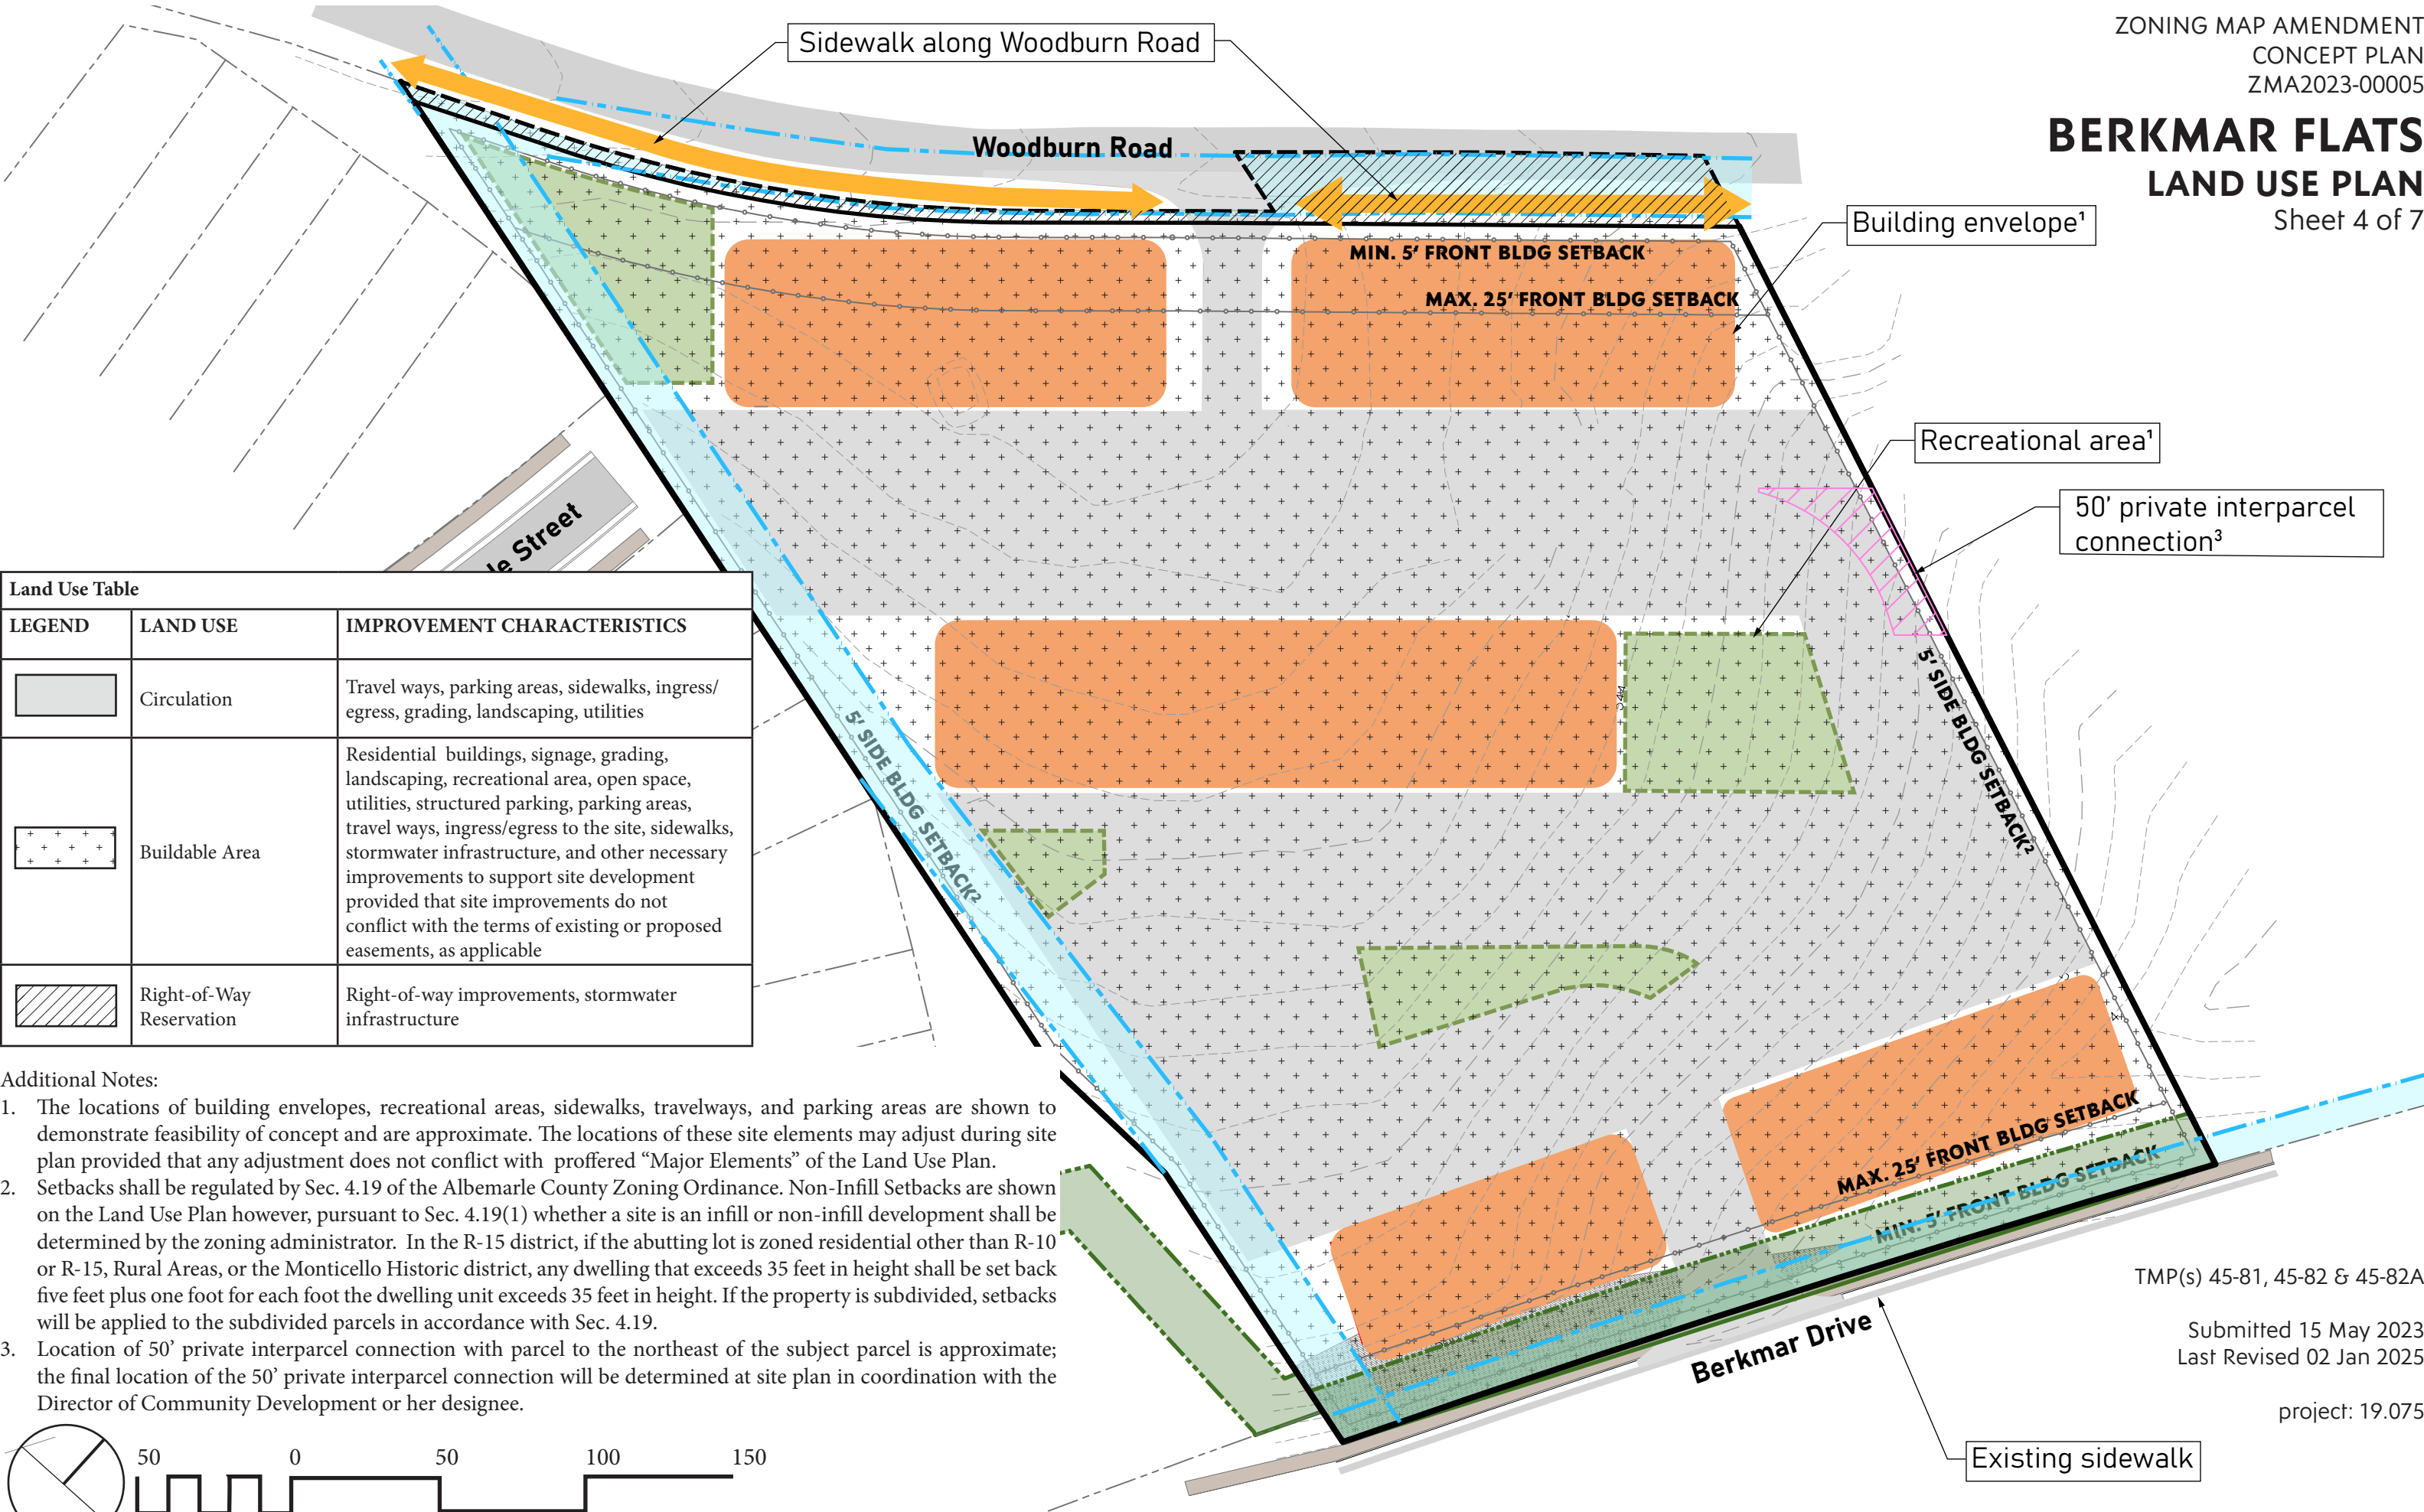 ZONING MAP AMENDMENT
CONCEPT PLAN
ZMA2023-00005
BERKMAR FLATS
LAND USE PLAN
Sheet 4 of 7
Sidewalk along Woodburn Road
Woodburn Road
Building envelope¹
MIN. 5' FRONT BLDG SETBACK
MAX. 25' FRONT BLDG SETBACK
Recreational area¹
50' private interparcel
connection³
le Street
5' SIDE BLDG SETBACK²
5' SIDE BLDG SETBACK²
544
Land Use Table
LEGEND LAND USE IMPROVEMENT CHARACTERISTICS
Circulation
Travel ways, parking areas, sidewalks, ingress/
egress, grading, landscaping, utilities
Buildable Area
Residential buildings, signage, grading,
landscaping, recreational area, open space,
utilities, structured parking, parking areas,
travel ways, ingress/egress to the site, sidewalks,
stormwater infrastructure, and other necessary
improvements to support site development
provided that site improvements do not
conflict with the terms of existing or proposed
easements, as applicable
Right-of-Way
Reservation
Right-of-way improvements, stormwater
infrastructure
Additional Notes:
1. The locations of building envelopes, recreational areas, sidewalks, travelways, and parking areas are shown to
demonstrate feasibility of concept and are approximate. The locations of these site elements may adjust during site
plan provided that any adjustment does not conflict with proffered “Major Elements” of the Land Use Plan.
2. Setbacks shall be regulated by Sec. 4.19 of the Albemarle County Zoning Ordinance. Non-Infill Setbacks are shown
on the Land Use Plan however, pursuant to Sec. 4.19(1) whether a site is an infill or non-infill development shall be
determined by the zoning administrator. In the R-15 district, if the abutting lot is zoned residential other than R-10
or R-15, Rural Areas, or the Monticello Historic district, any dwelling that exceeds 35 feet in height shall be set back
five feet plus one foot for each foot the dwelling unit exceeds 35 feet in height. If the property is subdivided, setbacks
will be applied to the subdivided parcels in accordance with Sec. 4.19.
3. Location of 50' private interparcel connection with parcel to the northeast of the subject parcel is approximate;
the final location of the 50' private interparcel connection will be determined at site plan in coordination with the
Director of Community Development or her designee.
MAX. 25' FRONT BLDG SETBACK
MIN. 5' FRONT BLDG SETBACK
Berkmar Drive
Existing sidewalk
TMP(s) 45-81, 45-82 & 45-82A
Submitted 15 May 2023
Last Revised 02 Jan 2025
project: 19.075
50 0 50 100 150